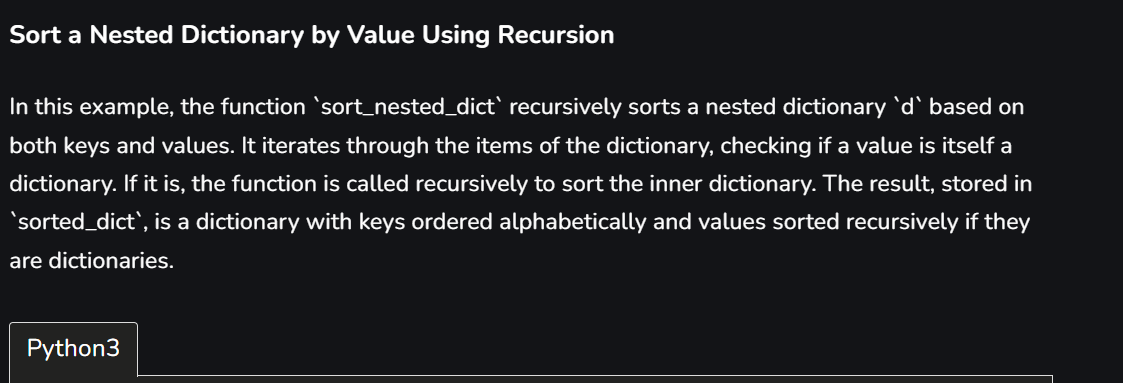 Sort a Nested Dictionary by Value Using Recursion
In this example, the function `sort_nested_dict` recursively sorts a nested dictionary `d` based on
both keys and values. It iterates through the items of the dictionary, checking if a value is itself a
dictionary. If it is, the function is called recursively to sort the inner dictionary. The result, stored in
`sorted_dict`, is a dictionary with keys ordered alphabetically and values sorted recursively if they
are dictionaries.
Python3